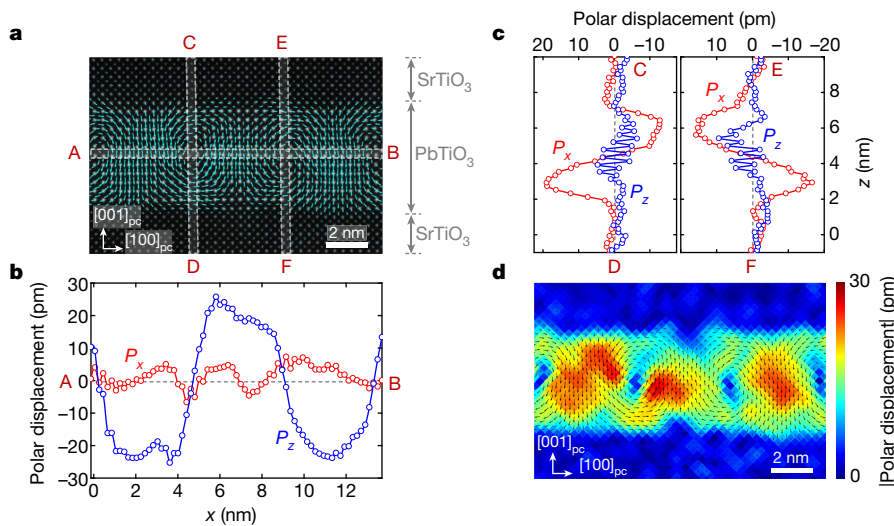 a
C E
A B
D F
SrTiO3
PbTiO3
SrTiO3
[001]pc
[100]pc
2 nm
b
Polar displacement (pm)
30
20
10
0
−10
−20
−30
A B
Px
Pz
0 2 4 6 8 10 12
x (nm)
c
Polar displacement (pm)
20 10 0 −10
10 0 −10 −20
C E
Px
Pz
Px
Pz
D F
10
8
6
4
2
0
z (nm)
d
[001]pc
[100]pc
2 nm
30
0
|Polar displacement| (pm)